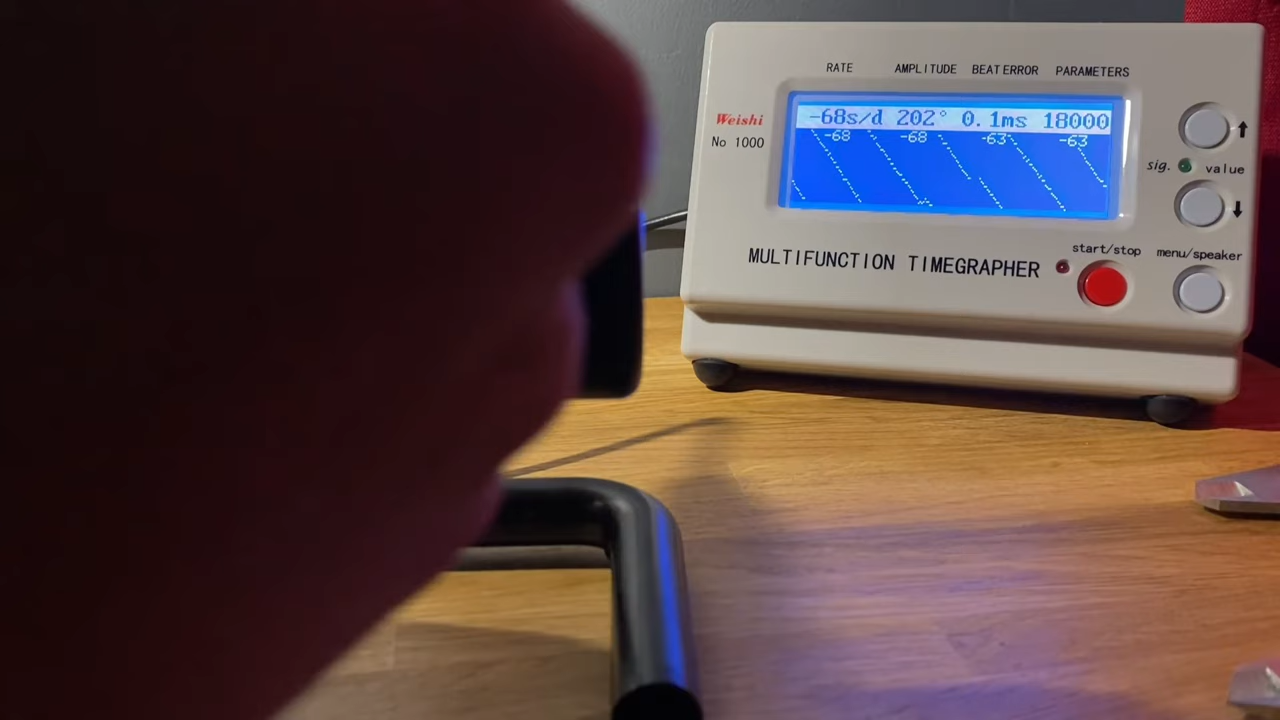 RATE AMPLITUDE BEAT ERROR PARAMETERS
-68s/d 202° 0.1ms 18000
-68 -68 -63 -63
Weishi
No 1000
sig. value
MULTIFUNCTION TIMEGRAPHER
start/stop
menu/speaker